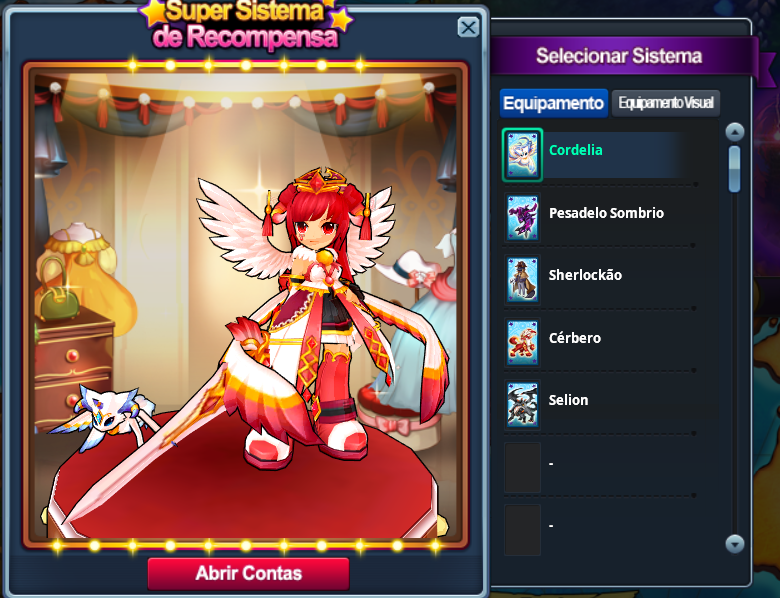 Super Sistema
de Recompensa
Selecionar Sistema
Equipamento
Equipamento Visual
Cordelia
Pesadelo Sombrio
Sherlockão
Cérbero
Selion
-
-
Abrir Contas